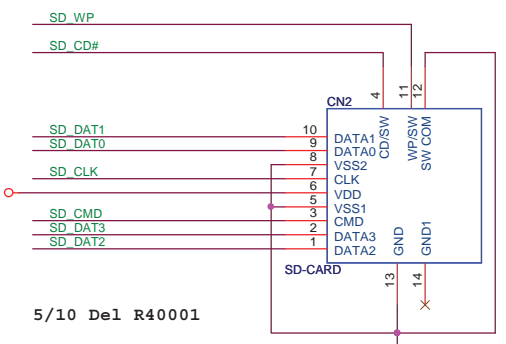 SD_WP
SD_CD#
4
11
12
CN2
CD/SW
WP/SW
SW COM
SD_DAT1 10 DATA1
SD_DAT0 9 DATA0
8 VSS2
SD_CLK 7 CLK
6 VDD
5 VSS1
SD_CMD 3 CMD
SD_DAT3 2 DATA3
SD_DAT2 1 DATA2
GND
GND1
SD-CARD
13
14
5/10 Del R40001